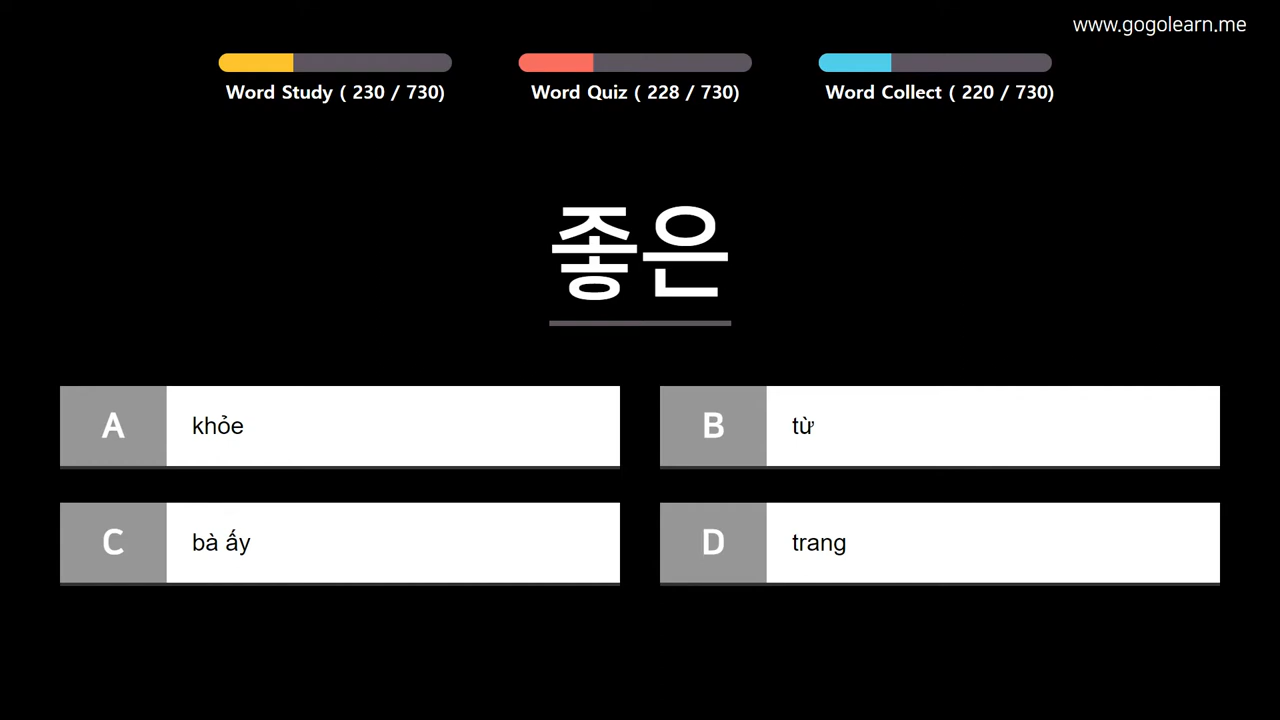 www.gogolearn.me
Word Study ( 230 / 730)
Word Quiz ( 228 / 730)
Word Collect ( 220 / 730)
좋은
A khỏe
B từ
C bà ấy
D trang